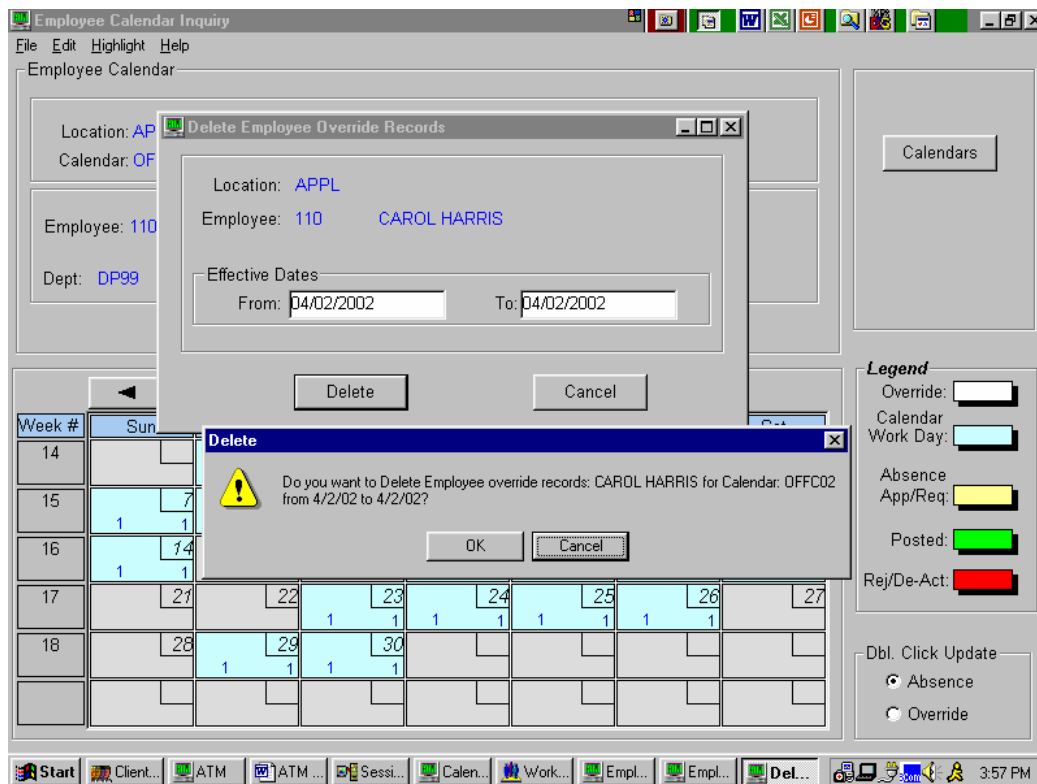 Employee Calendar Inquiry
File Edit Highlight Help
Employee Calendar
Location: AP
Calendar: OF
Employee: 110
Dept: DP99
Calendars
Delete Employee Override Records
Location: APPL
Employee: 110 CAROL HARRIS
Effective Dates
From: 04/02/2002 To: 04/02/2002
Delete Cancel
Legend
Override:
Calendar
Work Day:
Absence
App/Req:
Posted:
Rej/De-Act:
Week # Sun
Delete
Do you want to Delete Employee override records: CAROL HARRIS for Calendar: OFFC02
from 4/2/02 to 4/2/02?
OK Cancel
14
15 7
1 1
16 14
1 1
17 21 22 23 24 25 26 27
1 1 1 1 1 1 1 1
18 28 29 30
1 1 1 1
Dbl. Click Update
Absence
Override
Start Client... ATM ATM ... Sessi... Calen... Work... Empl... Empl... Del... 3:57 PM